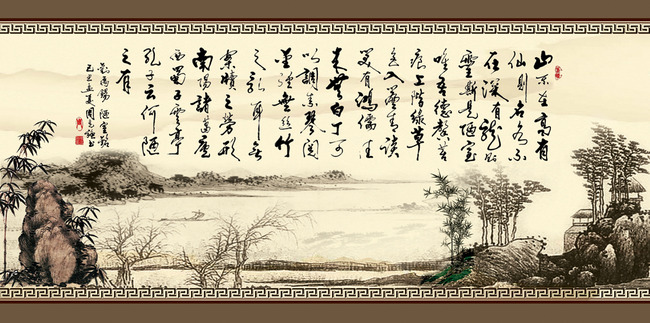 山不在高有
仙則名水不
在深有龍則
靈斯是陋室
唯吾德馨苔
痕上階綠草
色入簾青談
笑有鴻儒往
來無白丁可
以調素琴閱
金經無絲竹
之亂耳無
案牘之勞形
南陽諸葛廬
西蜀子雲亭
孔子云何陋
之有
劉禹錫 陋室銘
己丑孟夏周